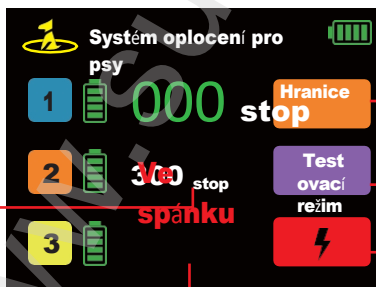 Systém oplocení pro
psy
1 000 stop Hranice
2 300 stop Test
ovací
režim
Ve
spánku
3